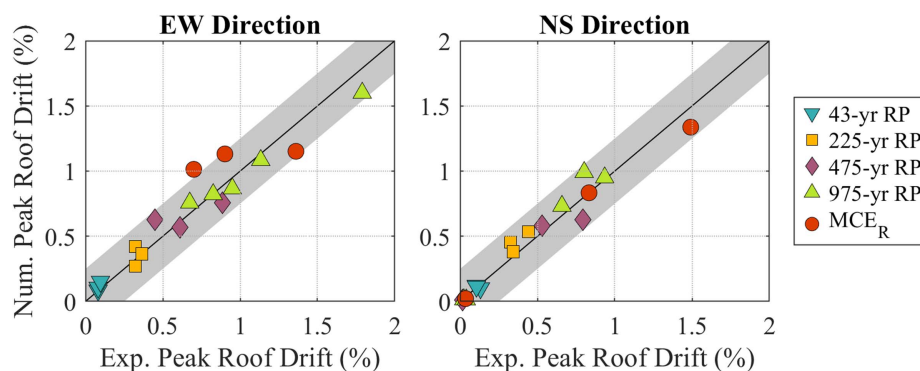 EW Direction
NS Direction
Num. Peak Roof Drift (%)
2
1.5
1
0.5
0
0
0.5
1
1.5
2
Exp. Peak Roof Drift (%)
2
1.5
1
0.5
0
0
0.5
1
1.5
2
Exp. Peak Roof Drift (%)
43-yr RP
225-yr RP
475-yr RP
975-yr RP
MCE_R